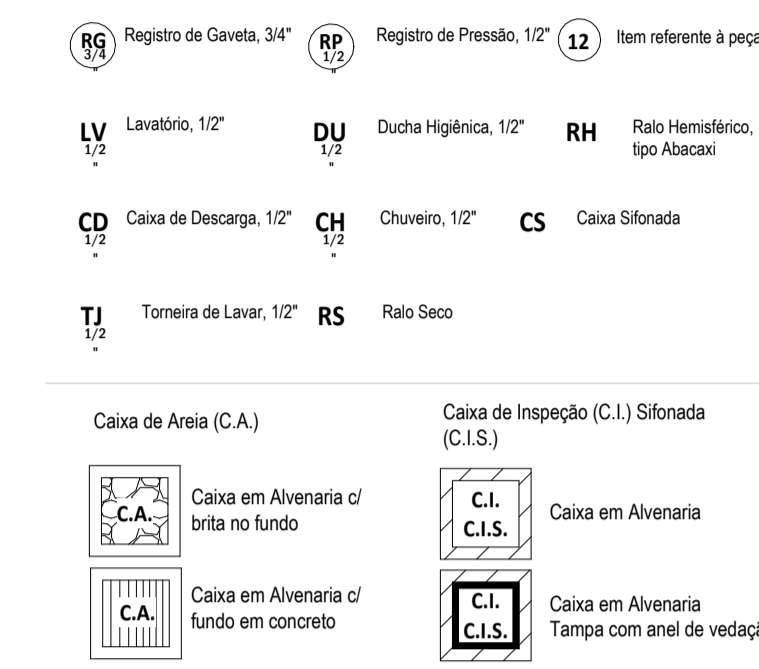 RG
3/4
"
Registro de Gaveta, 3/4"
RP
1/2
"
Registro de Pressão, 1/2"
12
Item referente à peça
LV
1/2
"
Lavatório, 1/2"
DU
1/2
"
Ducha Higiênica, 1/2"
RH
Ralo Hemisférico,
tipo Abacaxi
CD
1/2
"
Caixa de Descarga, 1/2"
CH
1/2
"
Chuveiro, 1/2"
CS
Caixa Sifonada
TJ
1/2
"
Torneira de Lavar, 1/2"
RS
Ralo Seco
Caixa de Areia (C.A.)
C.A.
Caixa em Alvenaria c/
brita no fundo
C.A.
Caixa em Alvenaria c/
fundo em concreto
Caixa de Inspeção (C.I.) Sifonada
(C.I.S.)
C.I.
C.I.S.
Caixa em Alvenaria
C.I.
C.I.S.
Caixa em Alvenaria
Tampa com anel de